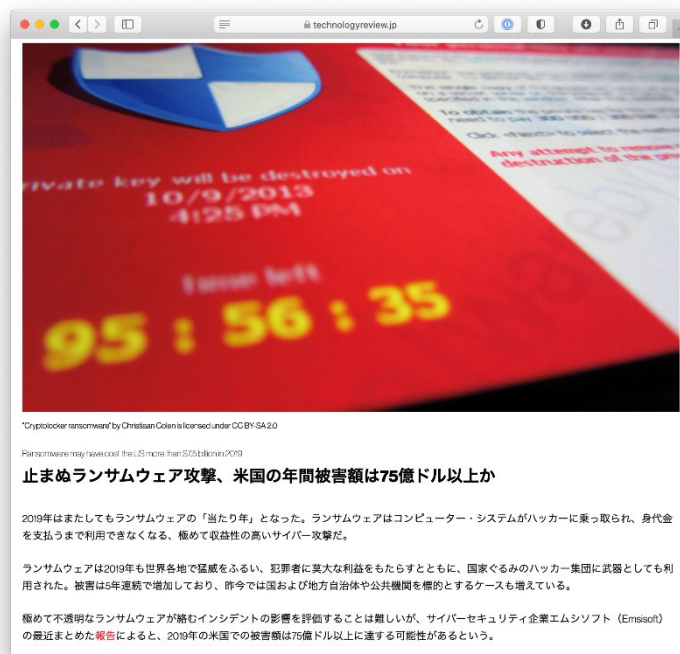 technologyreview.jp
private key will be destroyed on
10/9/2013
4:25 PM
Time left
95 : 56 : 35
To obtain the
need to pay
Click «Next» to select the
Any attempt to remove
destruction of the
"Cryptolocker ransomware" by Christiaan Colen is licensed under CC BY-SA 2.0
Ransomware may have cost the US more than $7.5 billion in 2019
止まぬランサムウェア攻撃、米国の年間被害額は75億ドル以上か
2019年はまたしてもランサムウェアの「当たり年」となった。ランサムウェアはコンピューター・システムがハッカーに乗っ取られ、身代金
を支払うまで利用できなくなる、極めて収益性の高いサイバー攻撃だ。
ランサムウェアは2019年も世界各地で猛威をふるい、犯罪者に莫大な利益をもたらすとともに、国家ぐるみのハッカー集団に武器としても利
用された。被害は5年連続で増加しており、昨今では国および地方自治体や公共機関を標的とするケースも増えている。
極めて不透明なランサムウェアが絡むインシデントの影響を評価することは難しいが、サイバーセキュリティ企業エムシソフト（Emsisoft）
の最近まとめた報告によると、2019年の米国での被害額は75億ドル以上に達する可能性があるという。